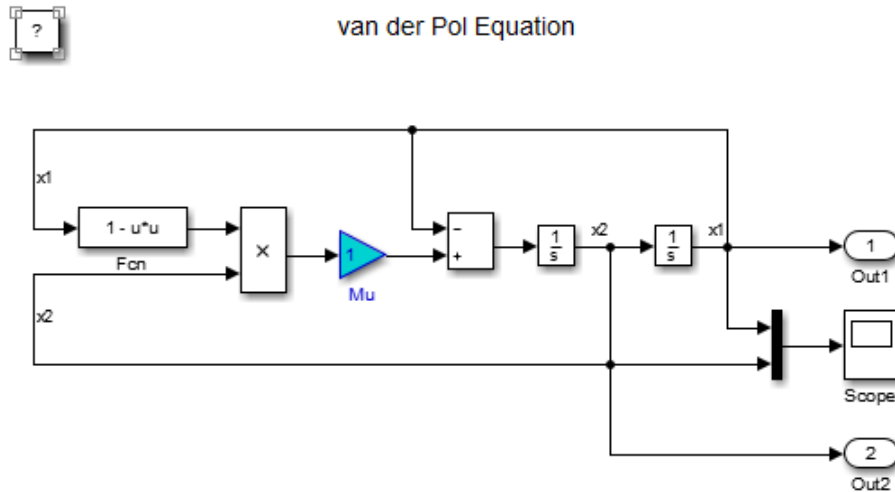 ?
van der Pol Equation
x1
1 - u*u
Fcn
×
x2
1
Mu
−
+
1
s
x2
1
s
x1
1
Out1
Scope
2
Out2